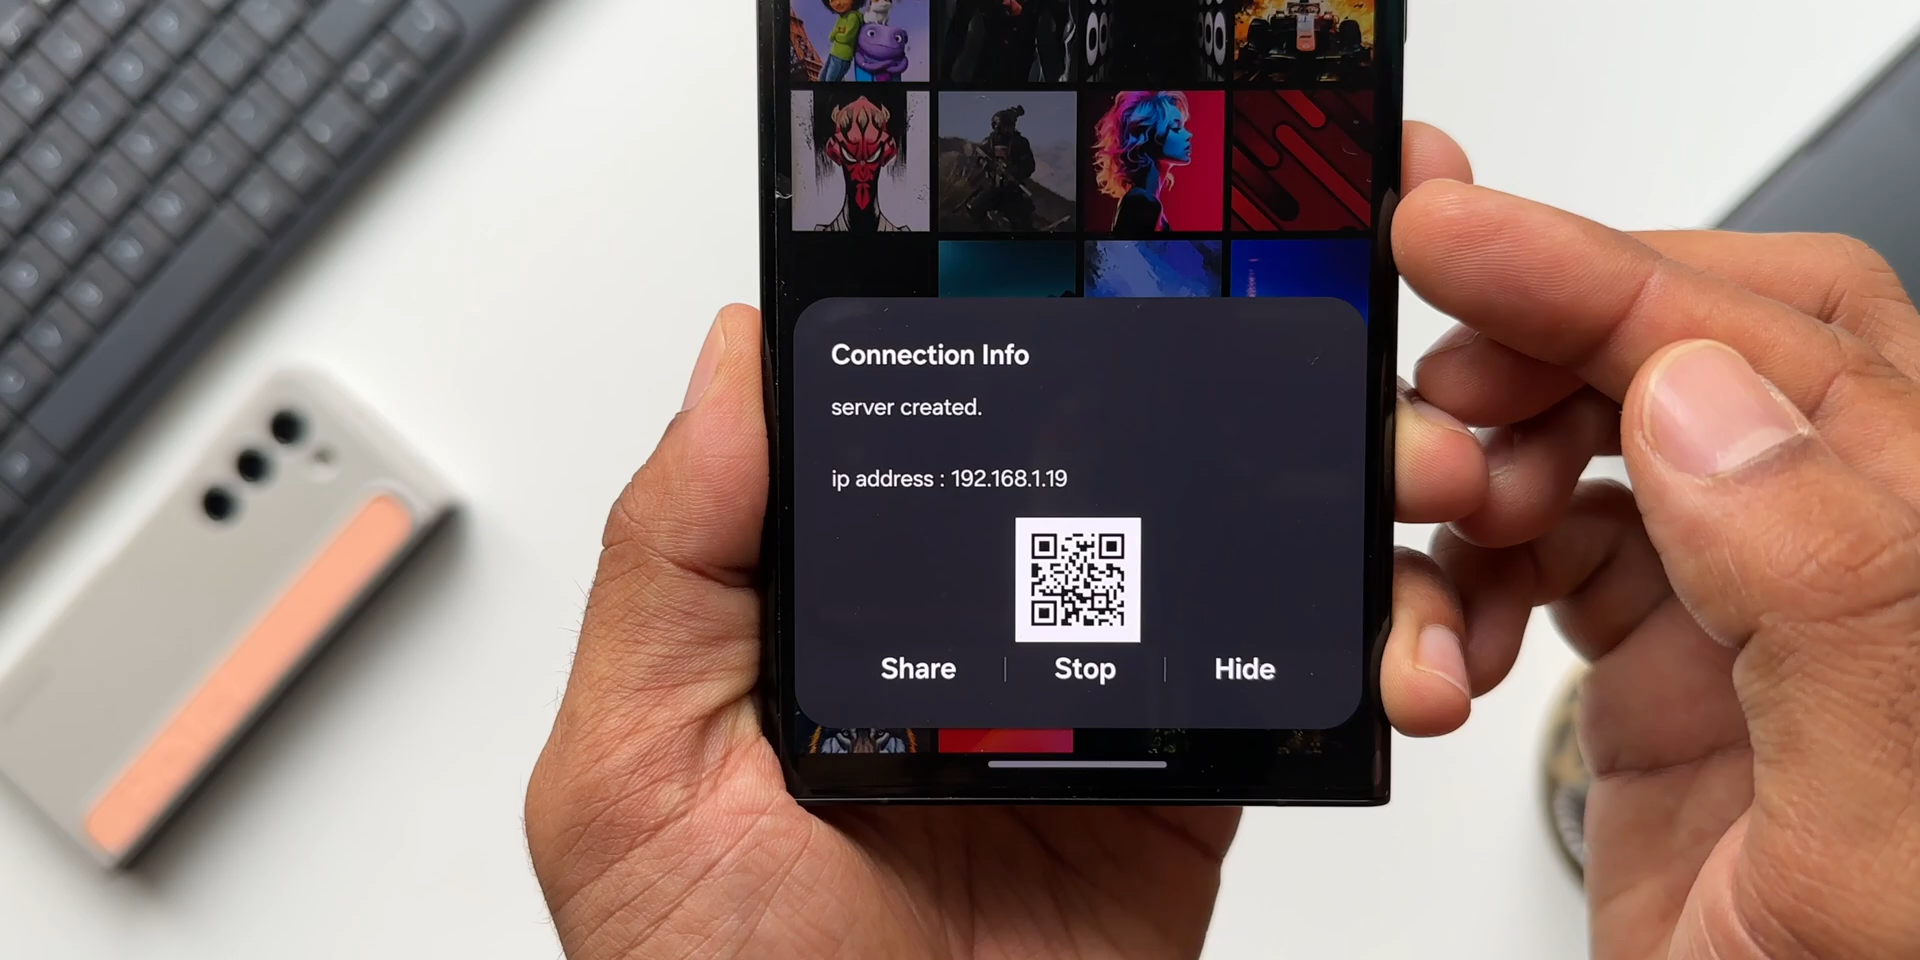 Connection Info
server created.
ip address : 192.168.1.19
Share | Stop | Hide